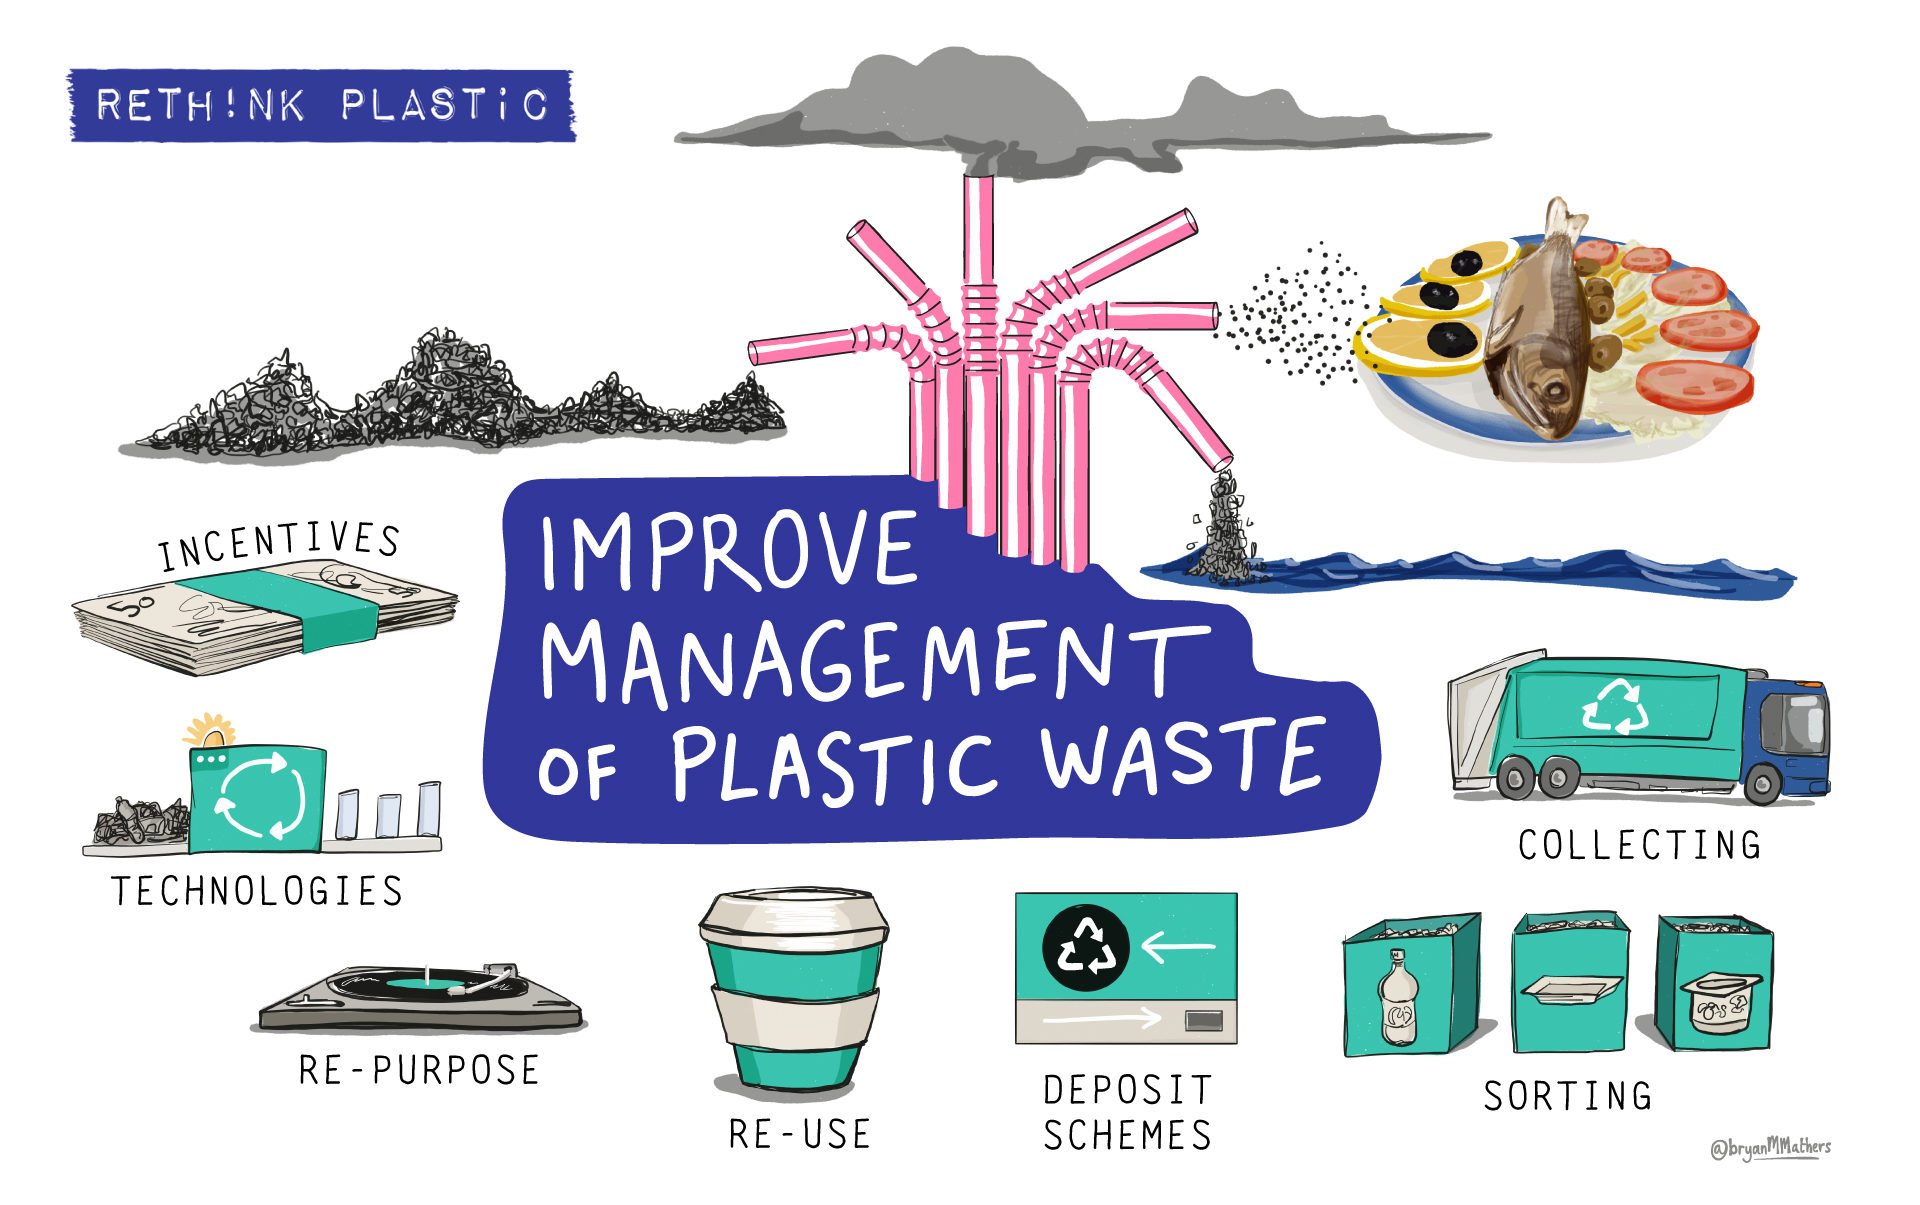 RETH!NK PLASTiC
IMPROVE
MANAGEMENT
OF PLASTIC WASTE
INCENTIVES
50
TECHNOLOGIES
RE-PURPOSE
RE-USE
DEPOSIT
SCHEMES
COLLECTING
SORTING
@bryanMMathers